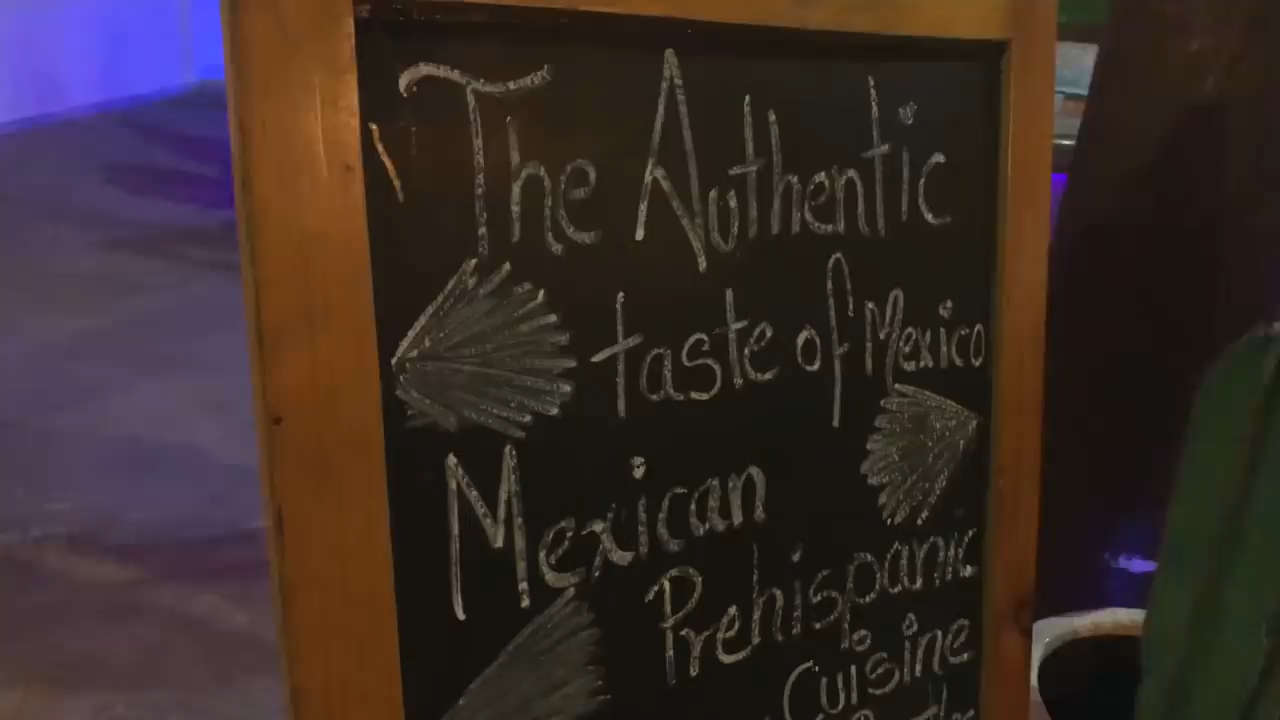 The Authentic
taste of Mexico
Mexican
Prehispanic
Cuisine